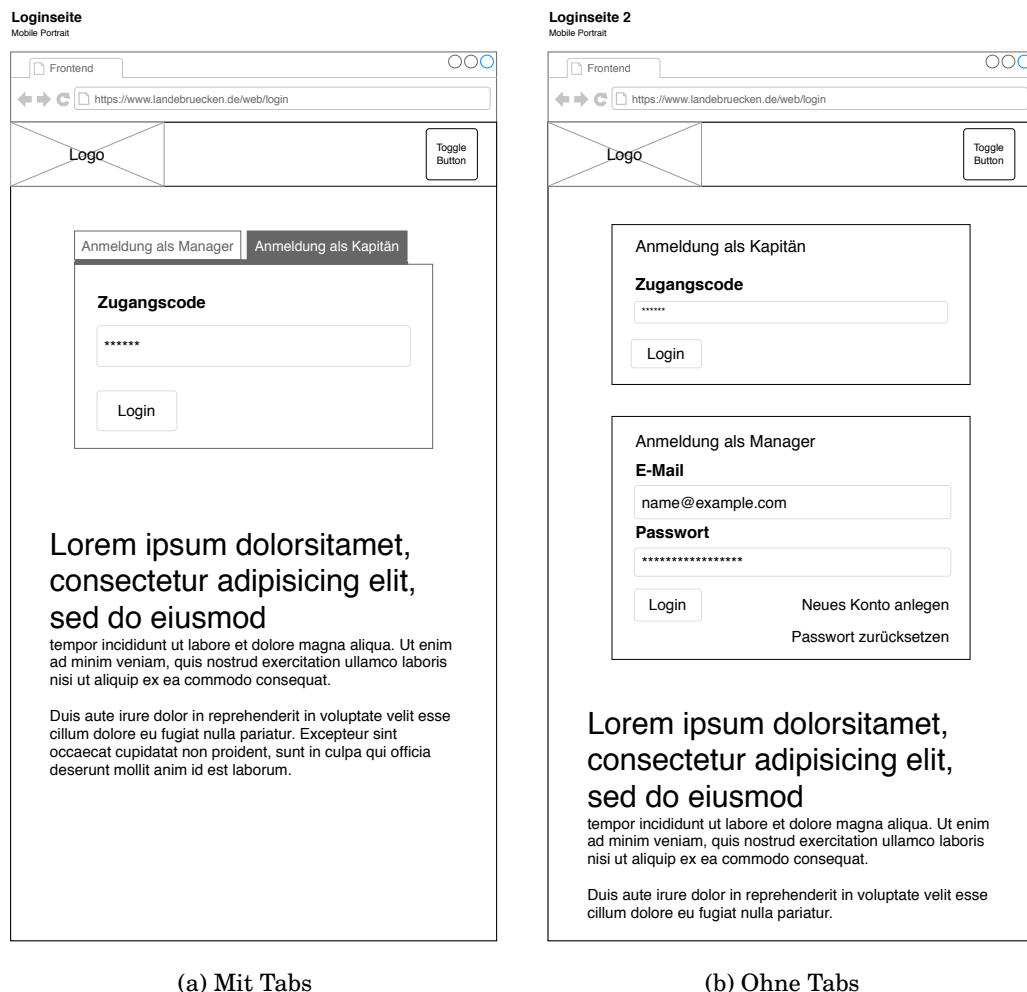 Loginseite
Mobile Portrait
Frontend
https://www.landebruecken.de/web/login
Logo
Toggle
Button
Anmeldung als Manager
Anmeldung als Kapitän
Zugangscode
******
Login
Lorem ipsum dolorsitamet,
consectetur adipisicing elit,
sed do eiusmod
tempor incididunt ut labore et dolore magna aliqua. Ut enim
ad minim veniam, quis nostrud exercitation ullamco laboris
nisi ut aliquip ex ea commodo consequat.
Duis aute irure dolor in reprehenderit in voluptate velit esse
cillum dolore eu fugiat nulla pariatur. Excepteur sint
occaecat cupidatat non proident, sunt in culpa qui officia
deserunt mollit anim id est laborum.
(a) Mit Tabs
Loginseite 2
Mobile Portrait
Frontend
https://www.landebruecken.de/web/login
Logo
Toggle
Button
Anmeldung als Kapitän
Zugangscode
******
Login
Anmeldung als Manager
E-Mail
name@example.com
Passwort
*****************
Login
Neues Konto anlegen
Passwort zurücksetzen
Lorem ipsum dolorsitamet,
consectetur adipisicing elit,
sed do eiusmod
tempor incididunt ut labore et dolore magna aliqua. Ut enim
ad minim veniam, quis nostrud exercitation ullamco laboris
nisi ut aliquip ex ea commodo consequat.
Duis aute irure dolor in reprehenderit in voluptate velit esse
cillum dolore eu fugiat nulla pariatur.
(b) Ohne Tabs